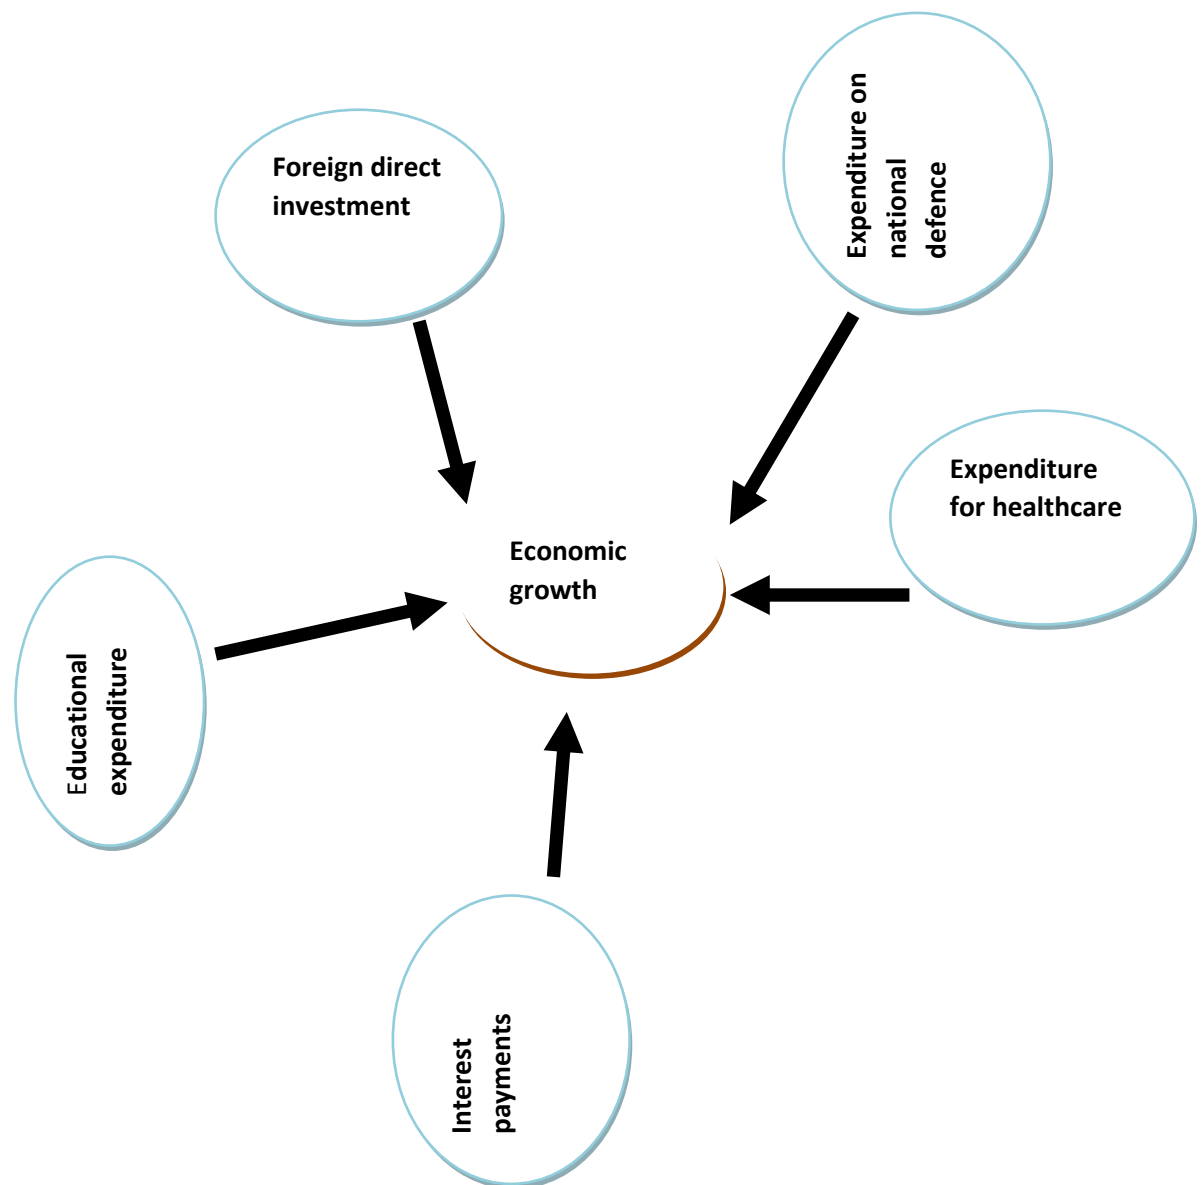 Foreign direct
investment
Expenditure on
national
defence
Expenditure
for healthcare
Economic
growth
Educational
expenditure
Interest
payments